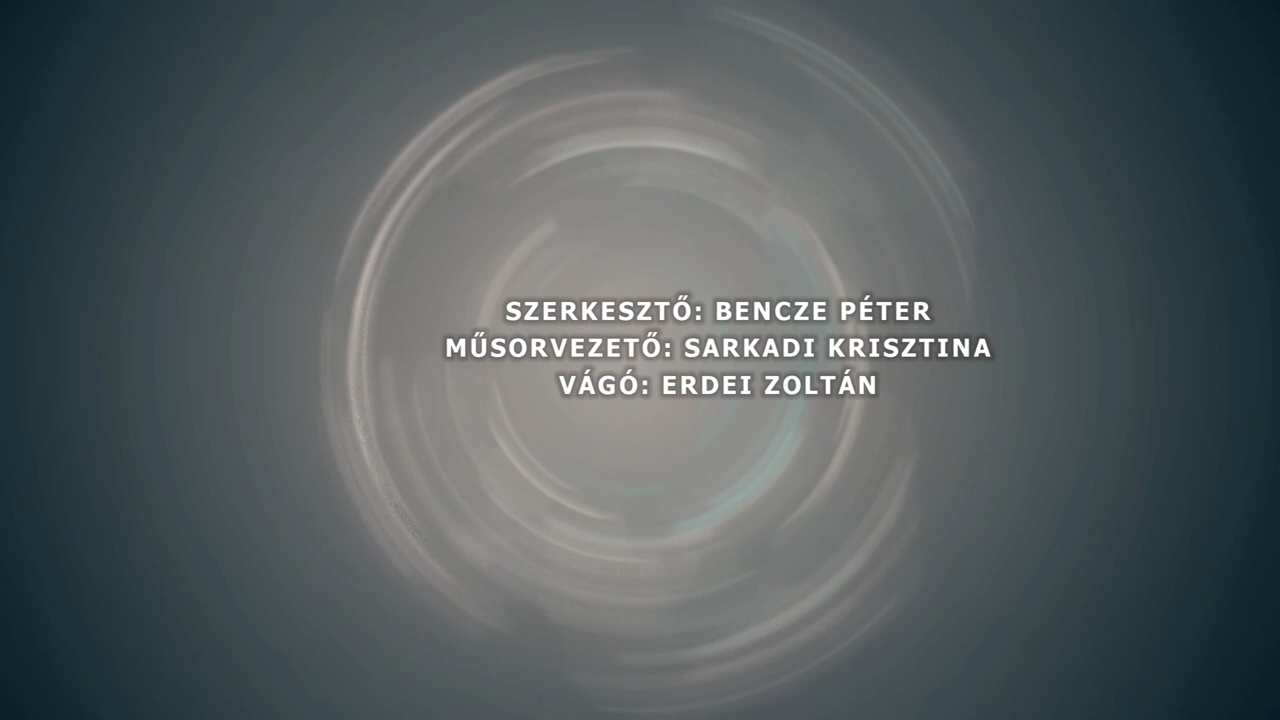 SZERKESZTŐ: BENCZE PÉTER
MŰSORVEZETŐ: SARKADI KRISZTINA
VÁGÓ: ERDEI ZOLTÁN